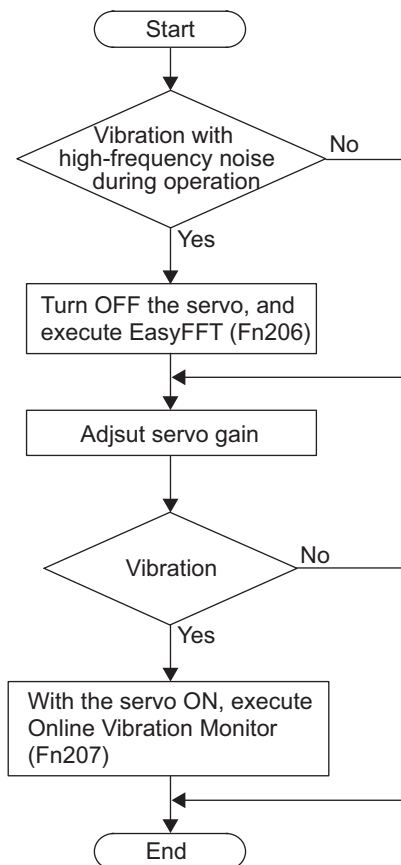 Start
Vibration with
high-frequency noise
during operation
No
Yes
Turn OFF the servo, and
execute EasyFFT (Fn206)
Adjsut servo gain
Vibration
No
Yes
With the servo ON, execute
Online Vibration Monitor
(Fn207)
End